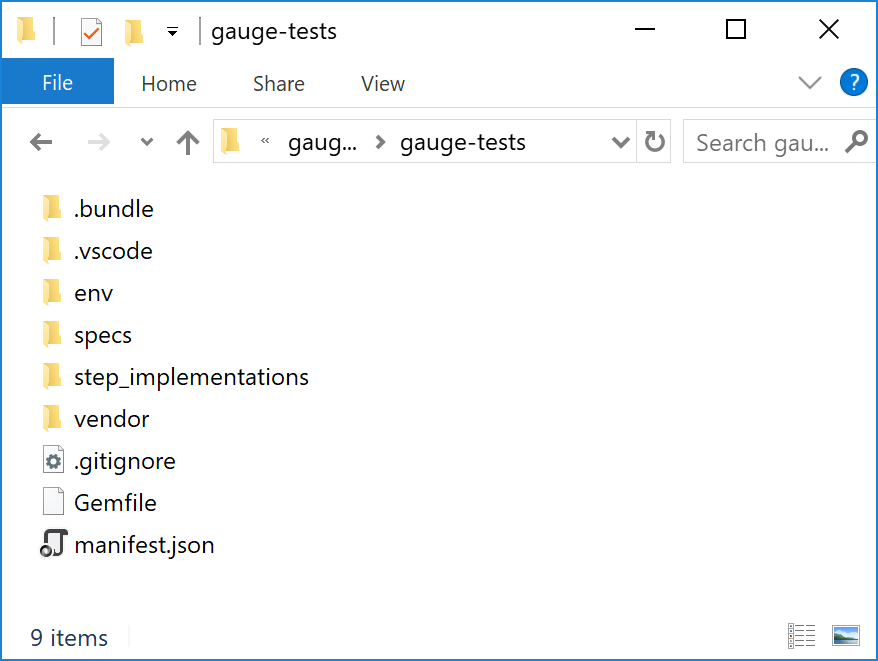 gauge-tests
File Home Share View ?
« gaug... gauge-tests Search gau...
.bundle
.vscode
env
specs
step_implementations
vendor
.gitignore
Gemfile
manifest.json
9 items